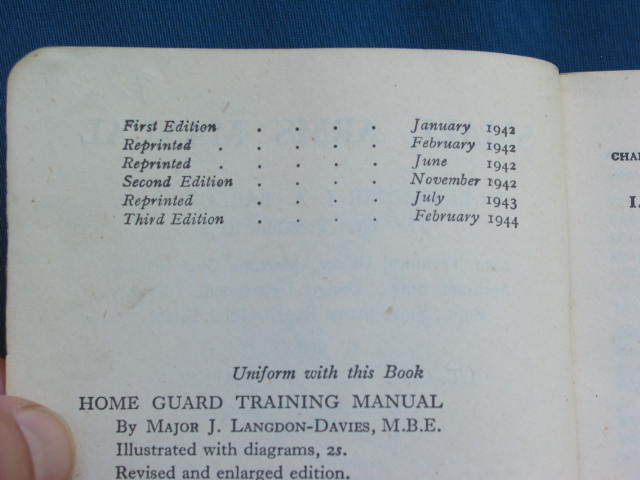 First Edition . . . . January 1942
Reprinted . . . . . February 1942
Reprinted . . . . June 1942
Second Edition . . . . November 1942
Reprinted . . . . July 1943
Third Edition . . . . February 1944
Uniform with this Book
HOME GUARD TRAINING MANUAL
By MAJOR J. LANGDON-DAVIES, M.B.E.
Illustrated with diagrams, 2s.
Revised and enlarged edition.
CHAP
I.